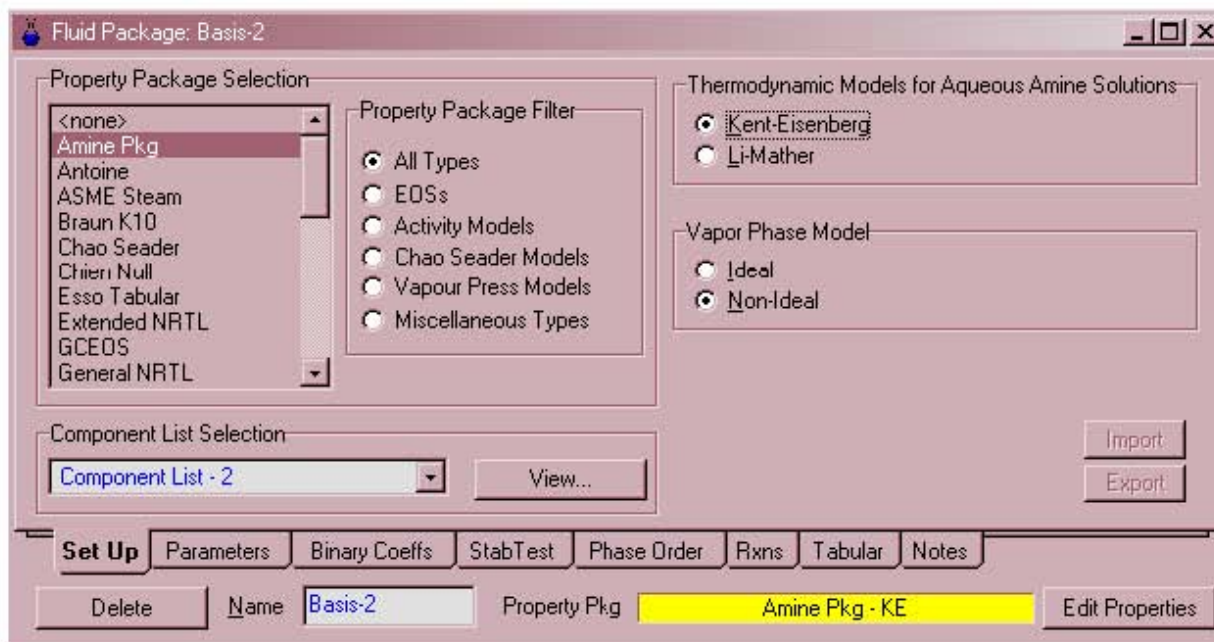 Fluid Package: Basis-2
Property Package Selection
<none>
Amine Pkg
Antoine
ASME Steam
Braun K10
Chao Seader
Chien Null
Esso Tabular
Extended NRTL
GCEOS
General NRTL
Property Package Filter
All Types
EOSs
Activity Models
Chao Seader Models
Vapour Press Models
Miscellaneous Types
Thermodynamic Models for Aqueous Amine Solutions
Kent-Eisenberg
Li-Mather
Vapor Phase Model
Ideal
Non-Ideal
Component List Selection
Component List - 2
View...
Import
Export
Set Up Parameters Binary Coeffs StabTest Phase Order Rxns Tabular Notes
Delete Name Basis-2 Property Pkg Amine Pkg - KE Edit Properties